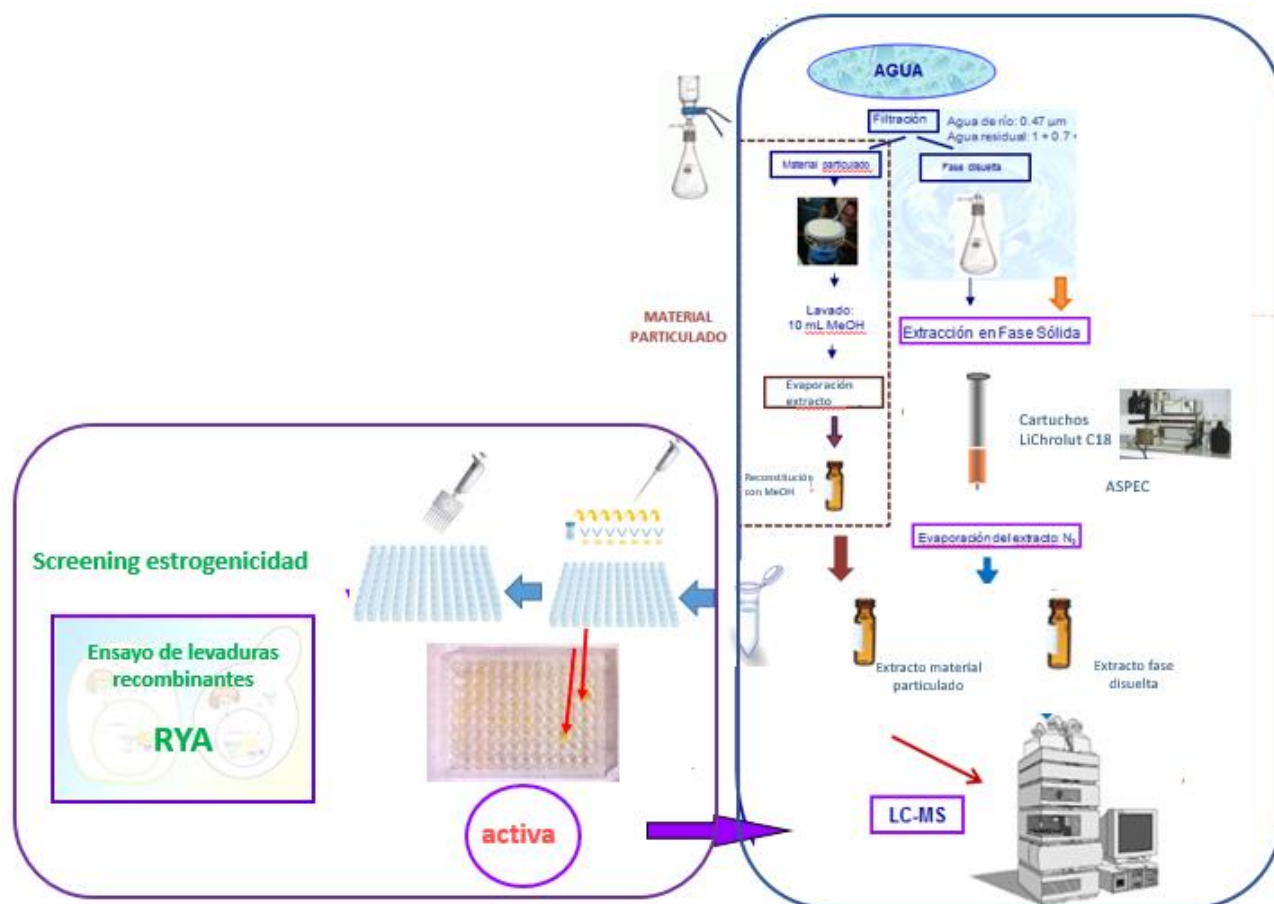 AGUA
Filtración
Agua de río: 0.47 µm
Agua residual: 1 + 0.7 +
Material particulado
Fase disuelta
Lavado:
10 mL MeOH
MATERIAL
PARTICULADO
Extracción en Fase Sólida
Evaporación
extracto
Cartuchos
LiChrolut C18
ASPEC
Reconstitución
con MeOH
Evaporación del extracto: N2
Extracto material
particulado
Extracto fase
disuelta
LC-MS
Screening estrogenicidad
Ensayo de levaduras
recombinantes
RYA
activa